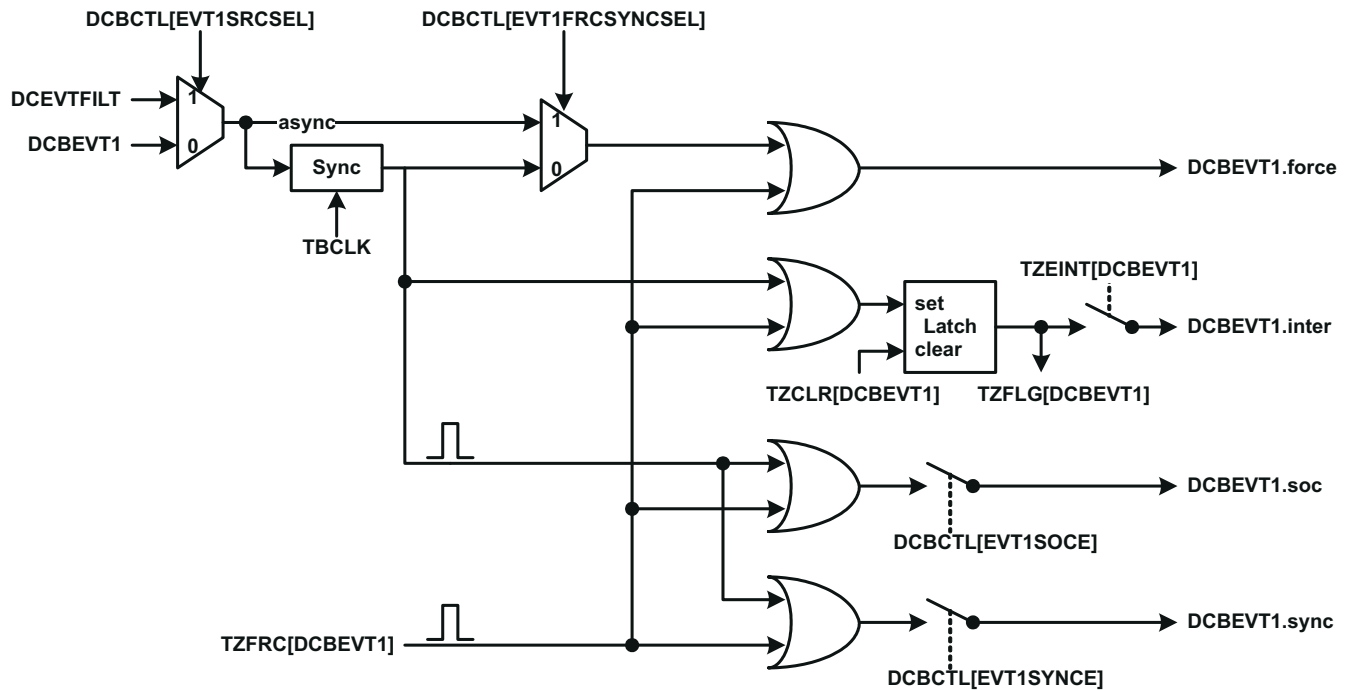 DCBCTL[EVT1SRCSEL]
DCBCTL[EVT1FRCSYNCSEL]
DCEVTFILT
1
async
1
DCBEVT1
0
Sync
0
DCBEVT1.force
TBCLK
TZEINT[DCBEVT1]
set
Latch
clear
DCBEVT1.inter
TZCLR[DCBEVT1]
TZFLG[DCBEVT1]
DCBEVT1.soc
DCBCTL[EVT1SOCE]
DCBEVT1.sync
TZFRC[DCBEVT1]
DCBCTL[EVT1SYNCE]